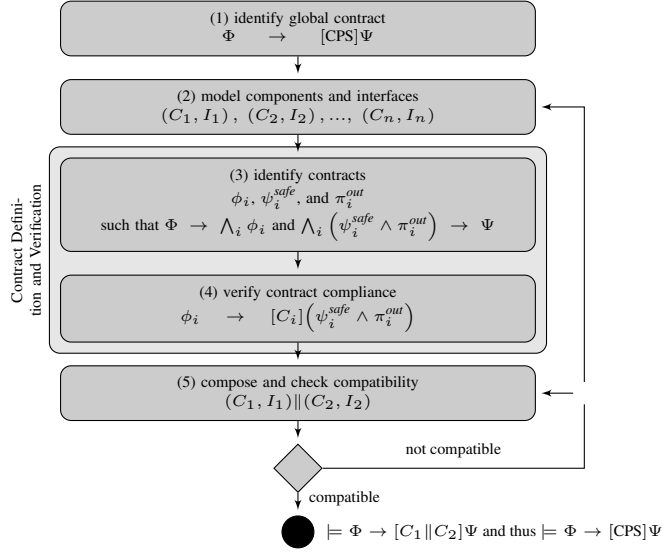 (1) identify global contract
Φ → [CPS]Ψ
(2) model components and interfaces
(C₁, I₁) , (C₂, I₂) , ..., (Cₙ, Iₙ)
Contract Defini-
tion and Verification
(3) identify contracts
ϕᵢ, ψᵢ^safe, and πᵢ^out
such that Φ → ⋀ᵢ ϕᵢ and ⋀ᵢ (ψᵢ^safe ∧ πᵢ^out) → Ψ
(4) verify contract compliance
ϕᵢ → [Cᵢ](ψᵢ^safe ∧ πᵢ^out)
(5) compose and check compatibility
(C₁, I₁)∥(C₂, I₂)
not compatible
compatible
⊨ Φ → [C₁∥C₂]Ψ and thus ⊨ Φ → [CPS]Ψ